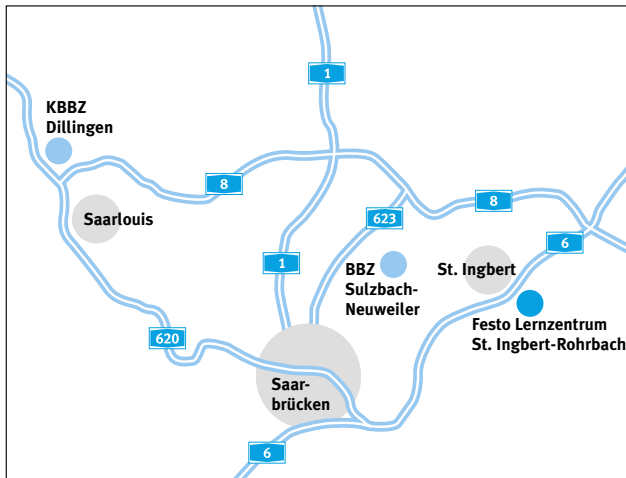 1
KBBZ
Dillingen
8
Saarlouis
623
8
6
1
BBZ
Sulzbach-
Neuweiler
St. Ingbert
Festo Lernzentrum
St. Ingbert-Rohrbach
620
Saar-
brücken
6